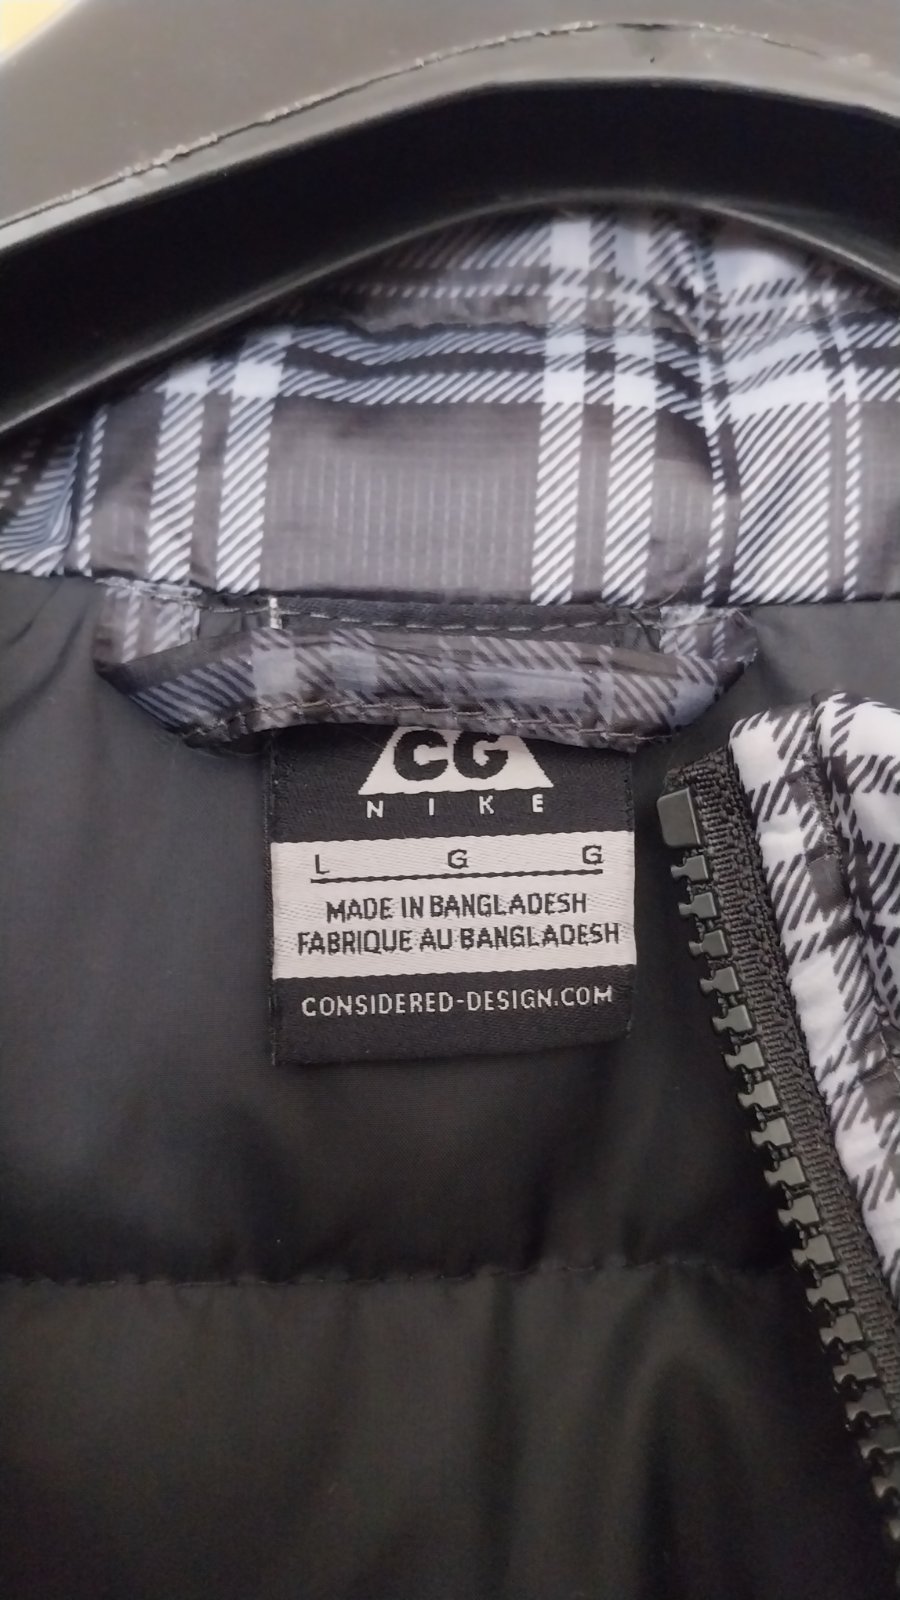 CG
NIKE
L G G
MADE IN BANGLADESH
FABRIQUE AU BANGLADESH
CONSIDERED-DESIGN.COM